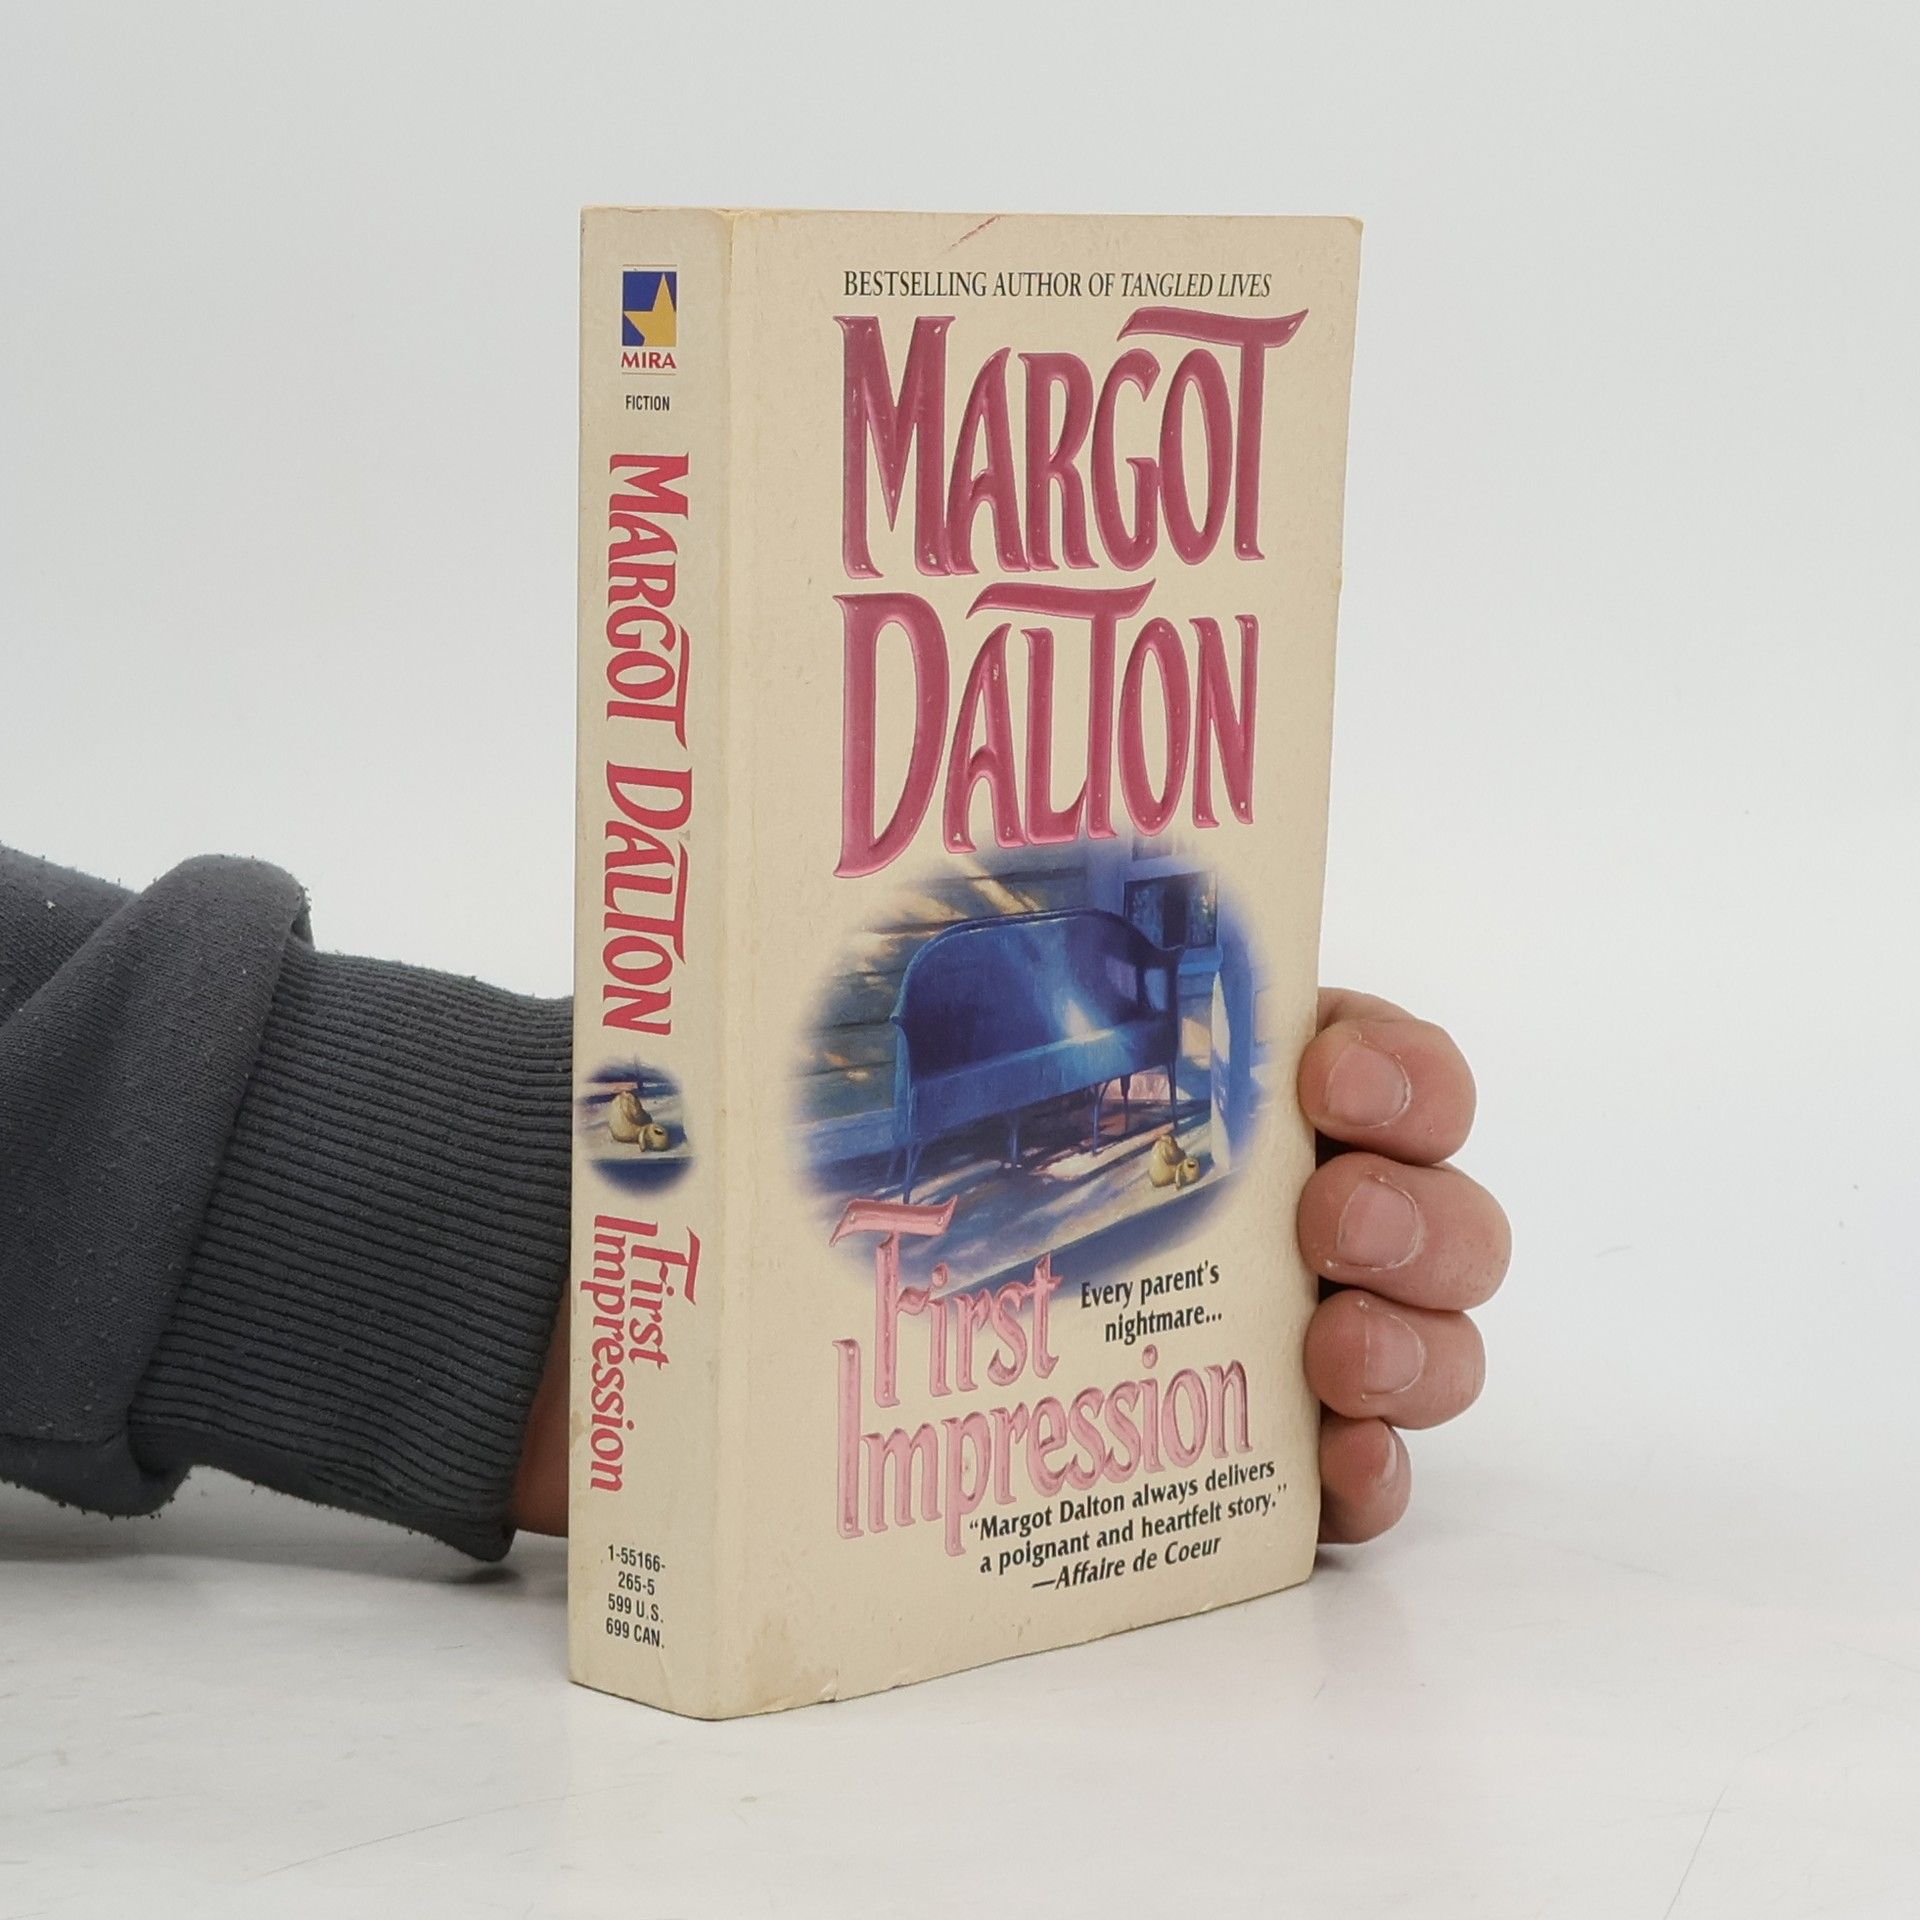 MIRA
FICTION
MARGOT DALTON
First
Impression
1-55166-
265-5
599 U.S.
699 CAN.
BESTSELLING AUTHOR OF TANGLED LIVES
MARGOT
DALTON
First
Impression
Every parent's
nightmare...
“Margot Dalton always delivers
a poignant and heartfelt story.”
—Affaire de Coeur